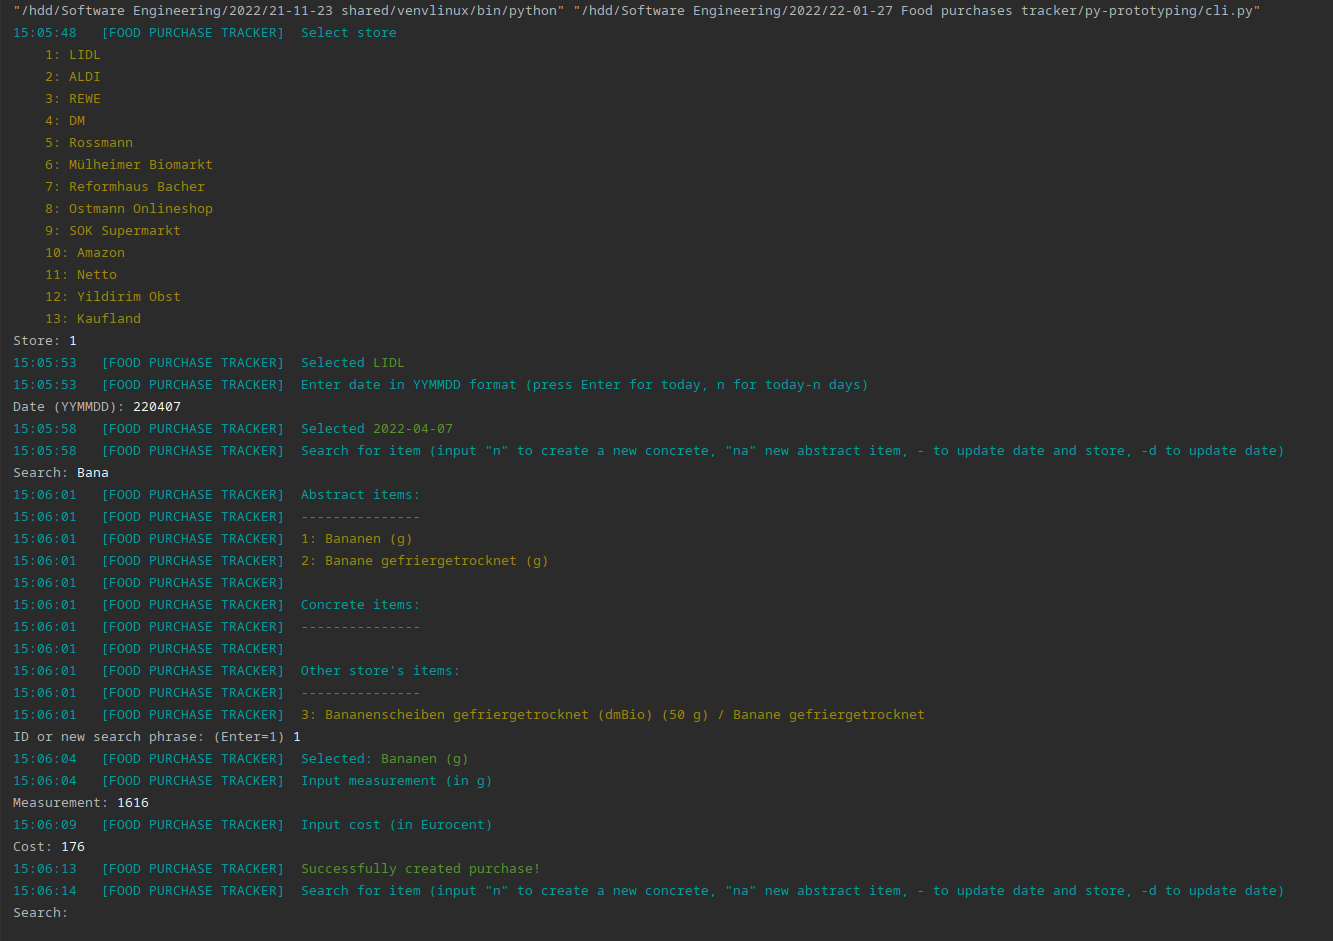 "/hdd/Software Engineering/2022/21-11-23 shared/venvlinux/bin/python" "/hdd/Software Engineering/2022/22-01-27 Food purchases tracker/py-prototyping/cli.py"
15:05:48   [FOOD PURCHASE TRACKER]  Select store
    1: LIDL
    2: ALDI
    3: REWE
    4: DM
    5: Rossmann
    6: Mülheimer Biomarkt
    7: Reformhaus Bacher
    8: Ostmann Onlineshop
    9: SOK Supermarkt
    10: Amazon
    11: Netto
    12: Yildirim Obst
    13: Kaufland
Store: 1
15:05:53   [FOOD PURCHASE TRACKER]  Selected LIDL
15:05:53   [FOOD PURCHASE TRACKER]  Enter date in YYMMDD format (press Enter for today, n for today-n days)
Date (YYMMDD): 220407
15:05:58   [FOOD PURCHASE TRACKER]  Selected 2022-04-07
15:05:58   [FOOD PURCHASE TRACKER]  Search for item (input "n" to create a new concrete, "na" new abstract item, - to update date and store, -d to update date)
Search: Bana
15:06:01   [FOOD PURCHASE TRACKER]  Abstract items:
15:06:01   [FOOD PURCHASE TRACKER]  ---------------
15:06:01   [FOOD PURCHASE TRACKER]  1: Bananen (g)
15:06:01   [FOOD PURCHASE TRACKER]  2: Banane gefriergetrocknet (g)
15:06:01   [FOOD PURCHASE TRACKER]
15:06:01   [FOOD PURCHASE TRACKER]  Concrete items:
15:06:01   [FOOD PURCHASE TRACKER]  ---------------
15:06:01   [FOOD PURCHASE TRACKER]
15:06:01   [FOOD PURCHASE TRACKER]  Other store's items:
15:06:01   [FOOD PURCHASE TRACKER]  ---------------
15:06:01   [FOOD PURCHASE TRACKER]  3: Bananenscheiben gefriergetrocknet (dmBio) (50 g) / Banane gefriergetrocknet
ID or new search phrase: (Enter=1) 1
15:06:04   [FOOD PURCHASE TRACKER]  Selected: Bananen (g)
15:06:04   [FOOD PURCHASE TRACKER]  Input measurement (in g)
Measurement: 1616
15:06:09   [FOOD PURCHASE TRACKER]  Input cost (in Eurocent)
Cost: 176
15:06:13   [FOOD PURCHASE TRACKER]  Successfully created purchase!
15:06:14   [FOOD PURCHASE TRACKER]  Search for item (input "n" to create a new concrete, "na" new abstract item, - to update date and store, -d to update date)
Search: